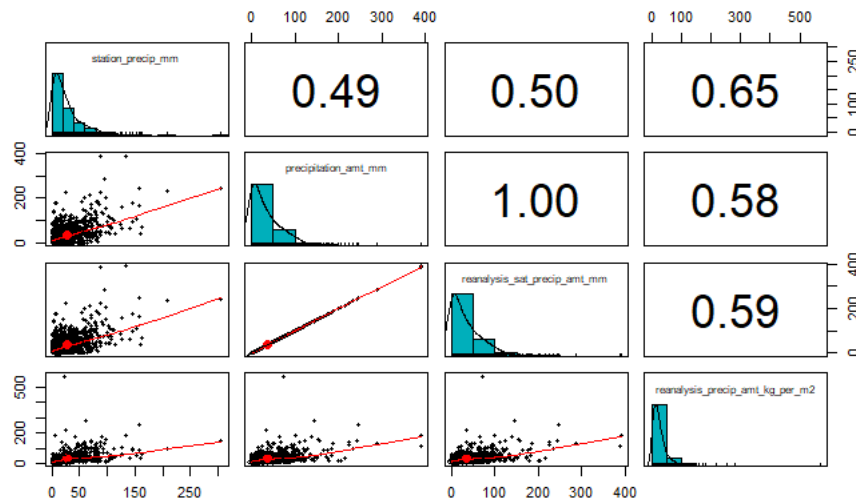 0 100 200 300 400
0 100 300 500
station_precip_mm
0.49
0.50
0.65
0 100 200 300
0 200 400
precipitation_amt_mm
1.00
0.58
reanalysis_sat_precip_amt_mm
0.59
0 200 400
0 200 500
reanalysis_precip_amt_kg_per_m2
0 50 150 250
0 100 200 300 400